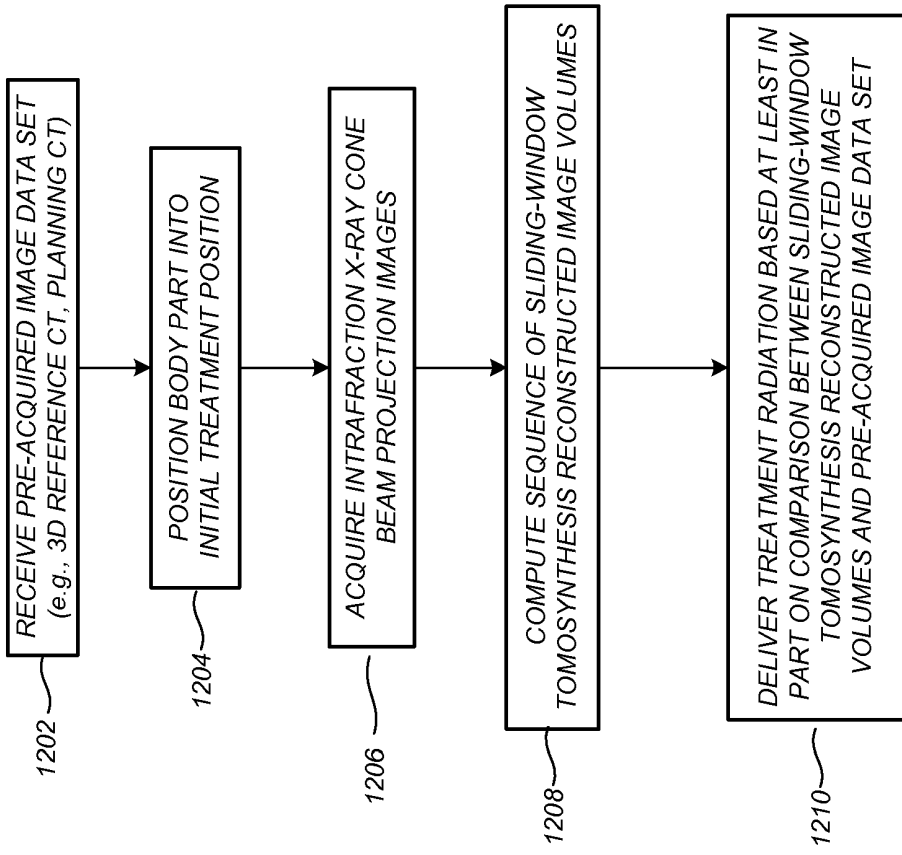 RECEIVE PRE-ACQUIRED IMAGE DATA SET
(e.g., 3D REFERENCE CT, PLANNING CT)
1202
POSITION BODY PART INTO
INITIAL TREATMENT POSITION
1204
ACQUIRE INTRAFRACTION X-RAY CONE
BEAM PROJECTION IMAGES
1206
COMPUTE SEQUENCE OF SLIDING-WINDOW
TOMOSYNTHESIS RECONSTRUCTED IMAGE VOLUMES
1208
DELIVER TREATMENT RADIATION BASED AT LEAST IN
PART ON COMPARISON BETWEEN SLIDING-WINDOW
TOMOSYNTHESIS RECONSTRUCTED IMAGE
VOLUMES AND PRE-ACQUIRED IMAGE DATA SET
1210